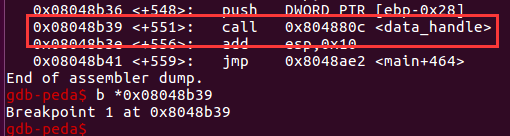 0x08048b36 <+548>: push DWORD PTR [ebp-0x28]
0x08048b39 <+551>: call 0x804880c <data_handle>
0x08048b3e <+556>: add esp,0x10
0x08048b41 <+559>: jmp 0x8048ae2 <main+464>
End of assembler dump.
gdb-peda$ b *0x08048b39
Breakpoint 1 at 0x8048b39
gdb-peda$